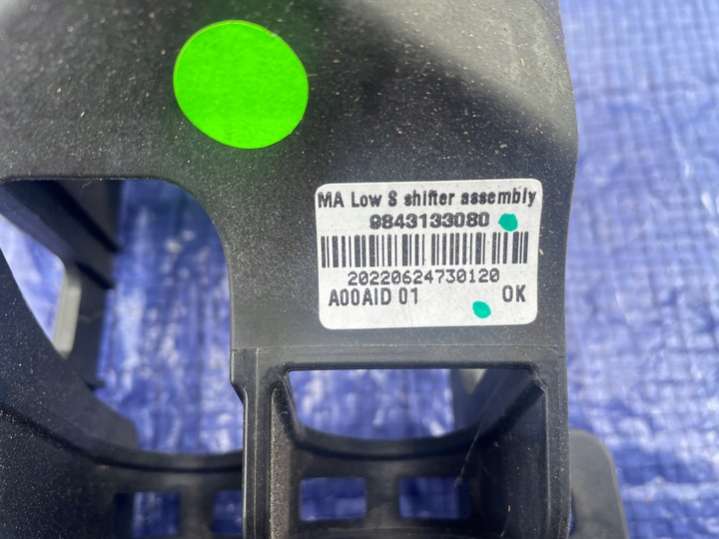 MA Low S shifter assembly
9843133080
20220624730120
A00AID 01 OK